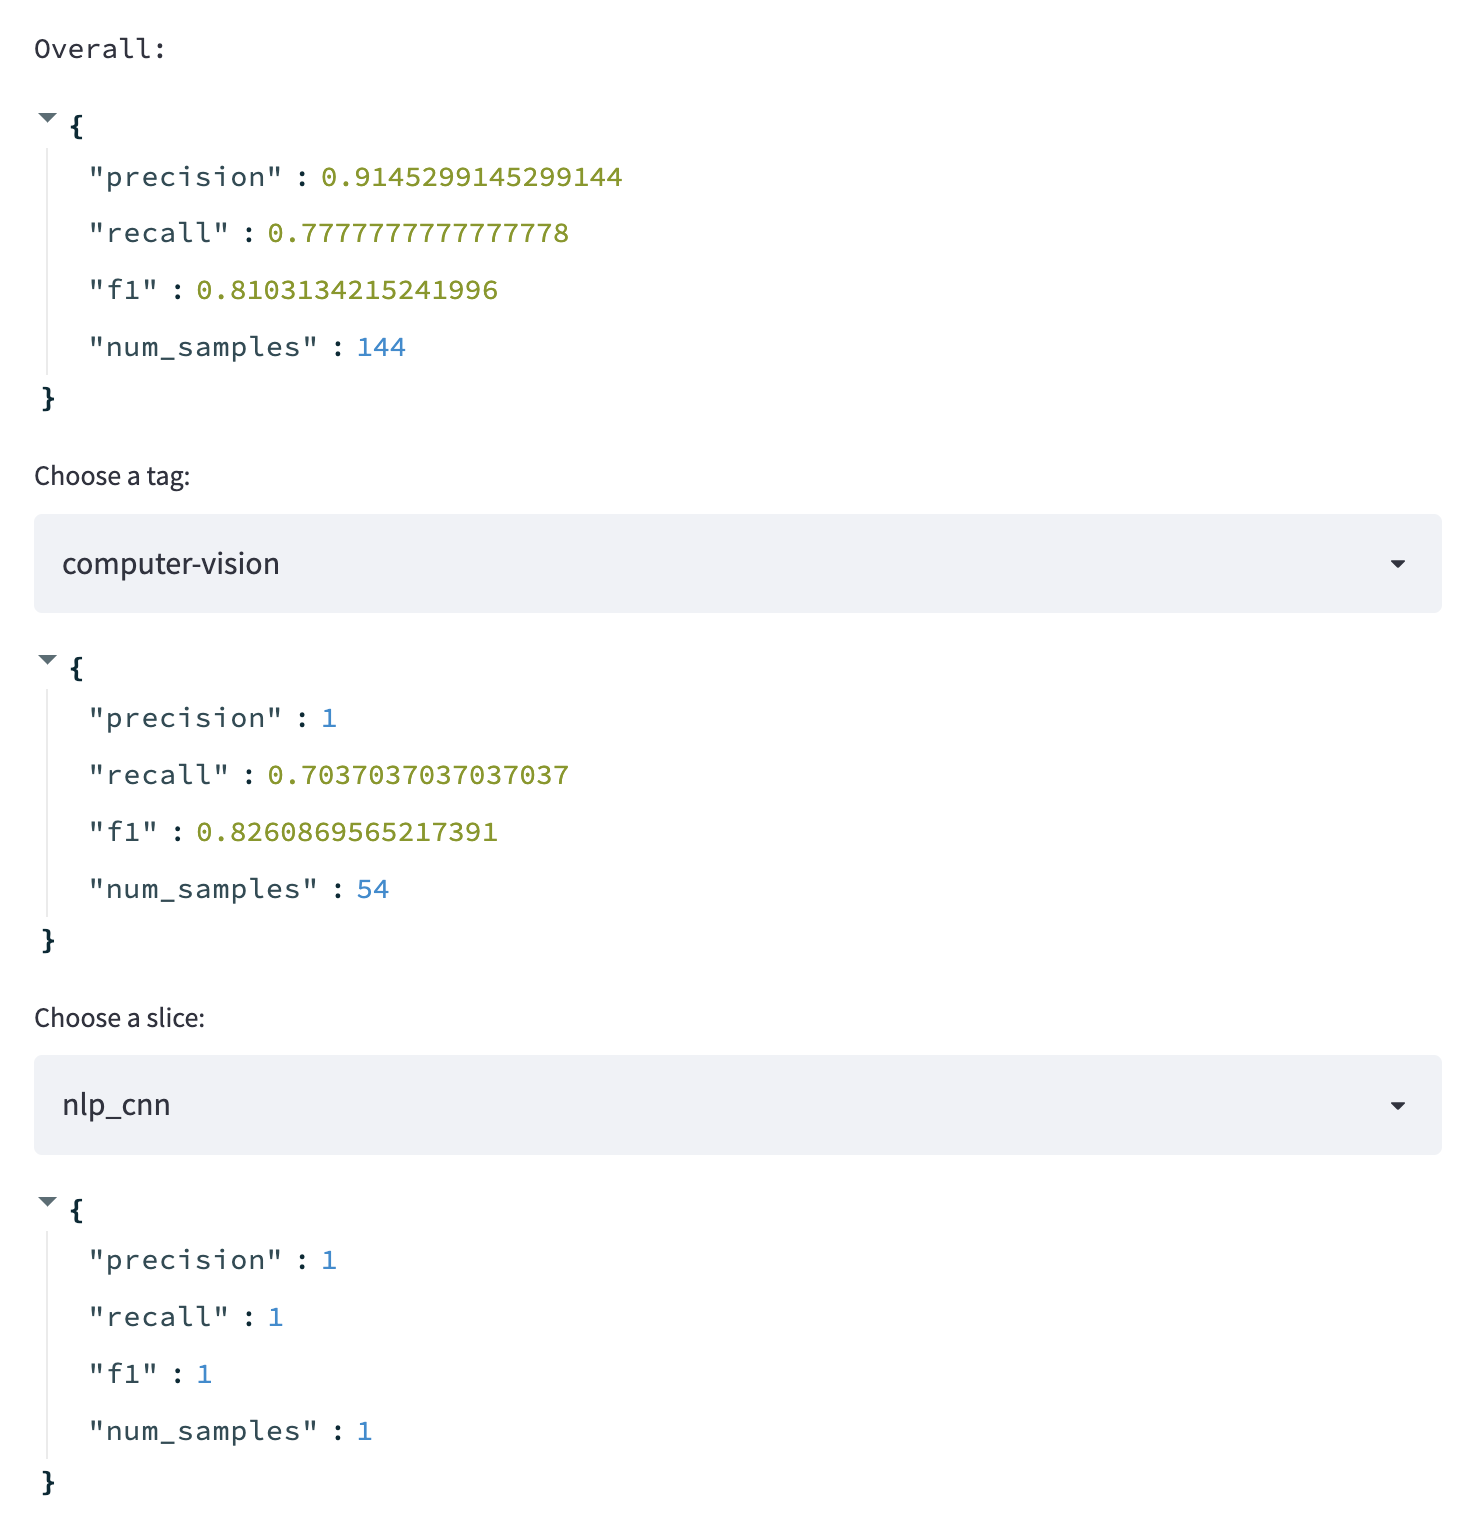 Overall:
{
"precision" : 0.9145299145299144
"recall" : 0.7777777777777778
"f1" : 0.8103134215241996
"num_samples" : 144
}
Choose a tag:
computer-vision
{
"precision" : 1
"recall" : 0.7037037037037037
"f1" : 0.8260869565217391
"num_samples" : 54
}
Choose a slice:
nlp_cnn
{
"precision" : 1
"recall" : 1
"f1" : 1
"num_samples" : 1
}